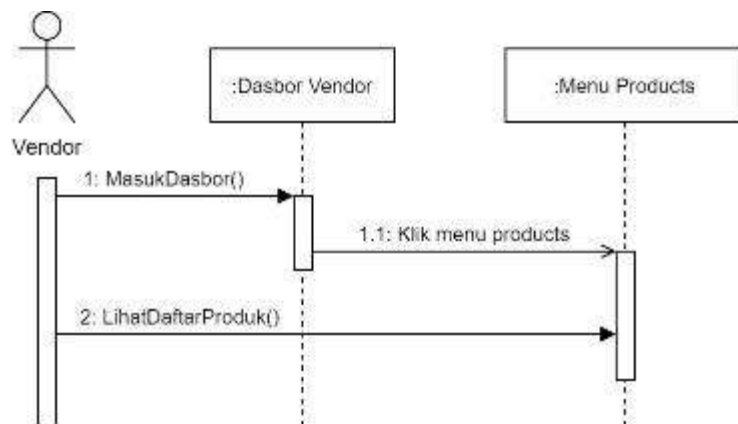 :Dasbor Vendor
:Menu Products
Vendor
1: MasukDasbor()
1.1: Klik menu products
2: LihatDaftarProduk()